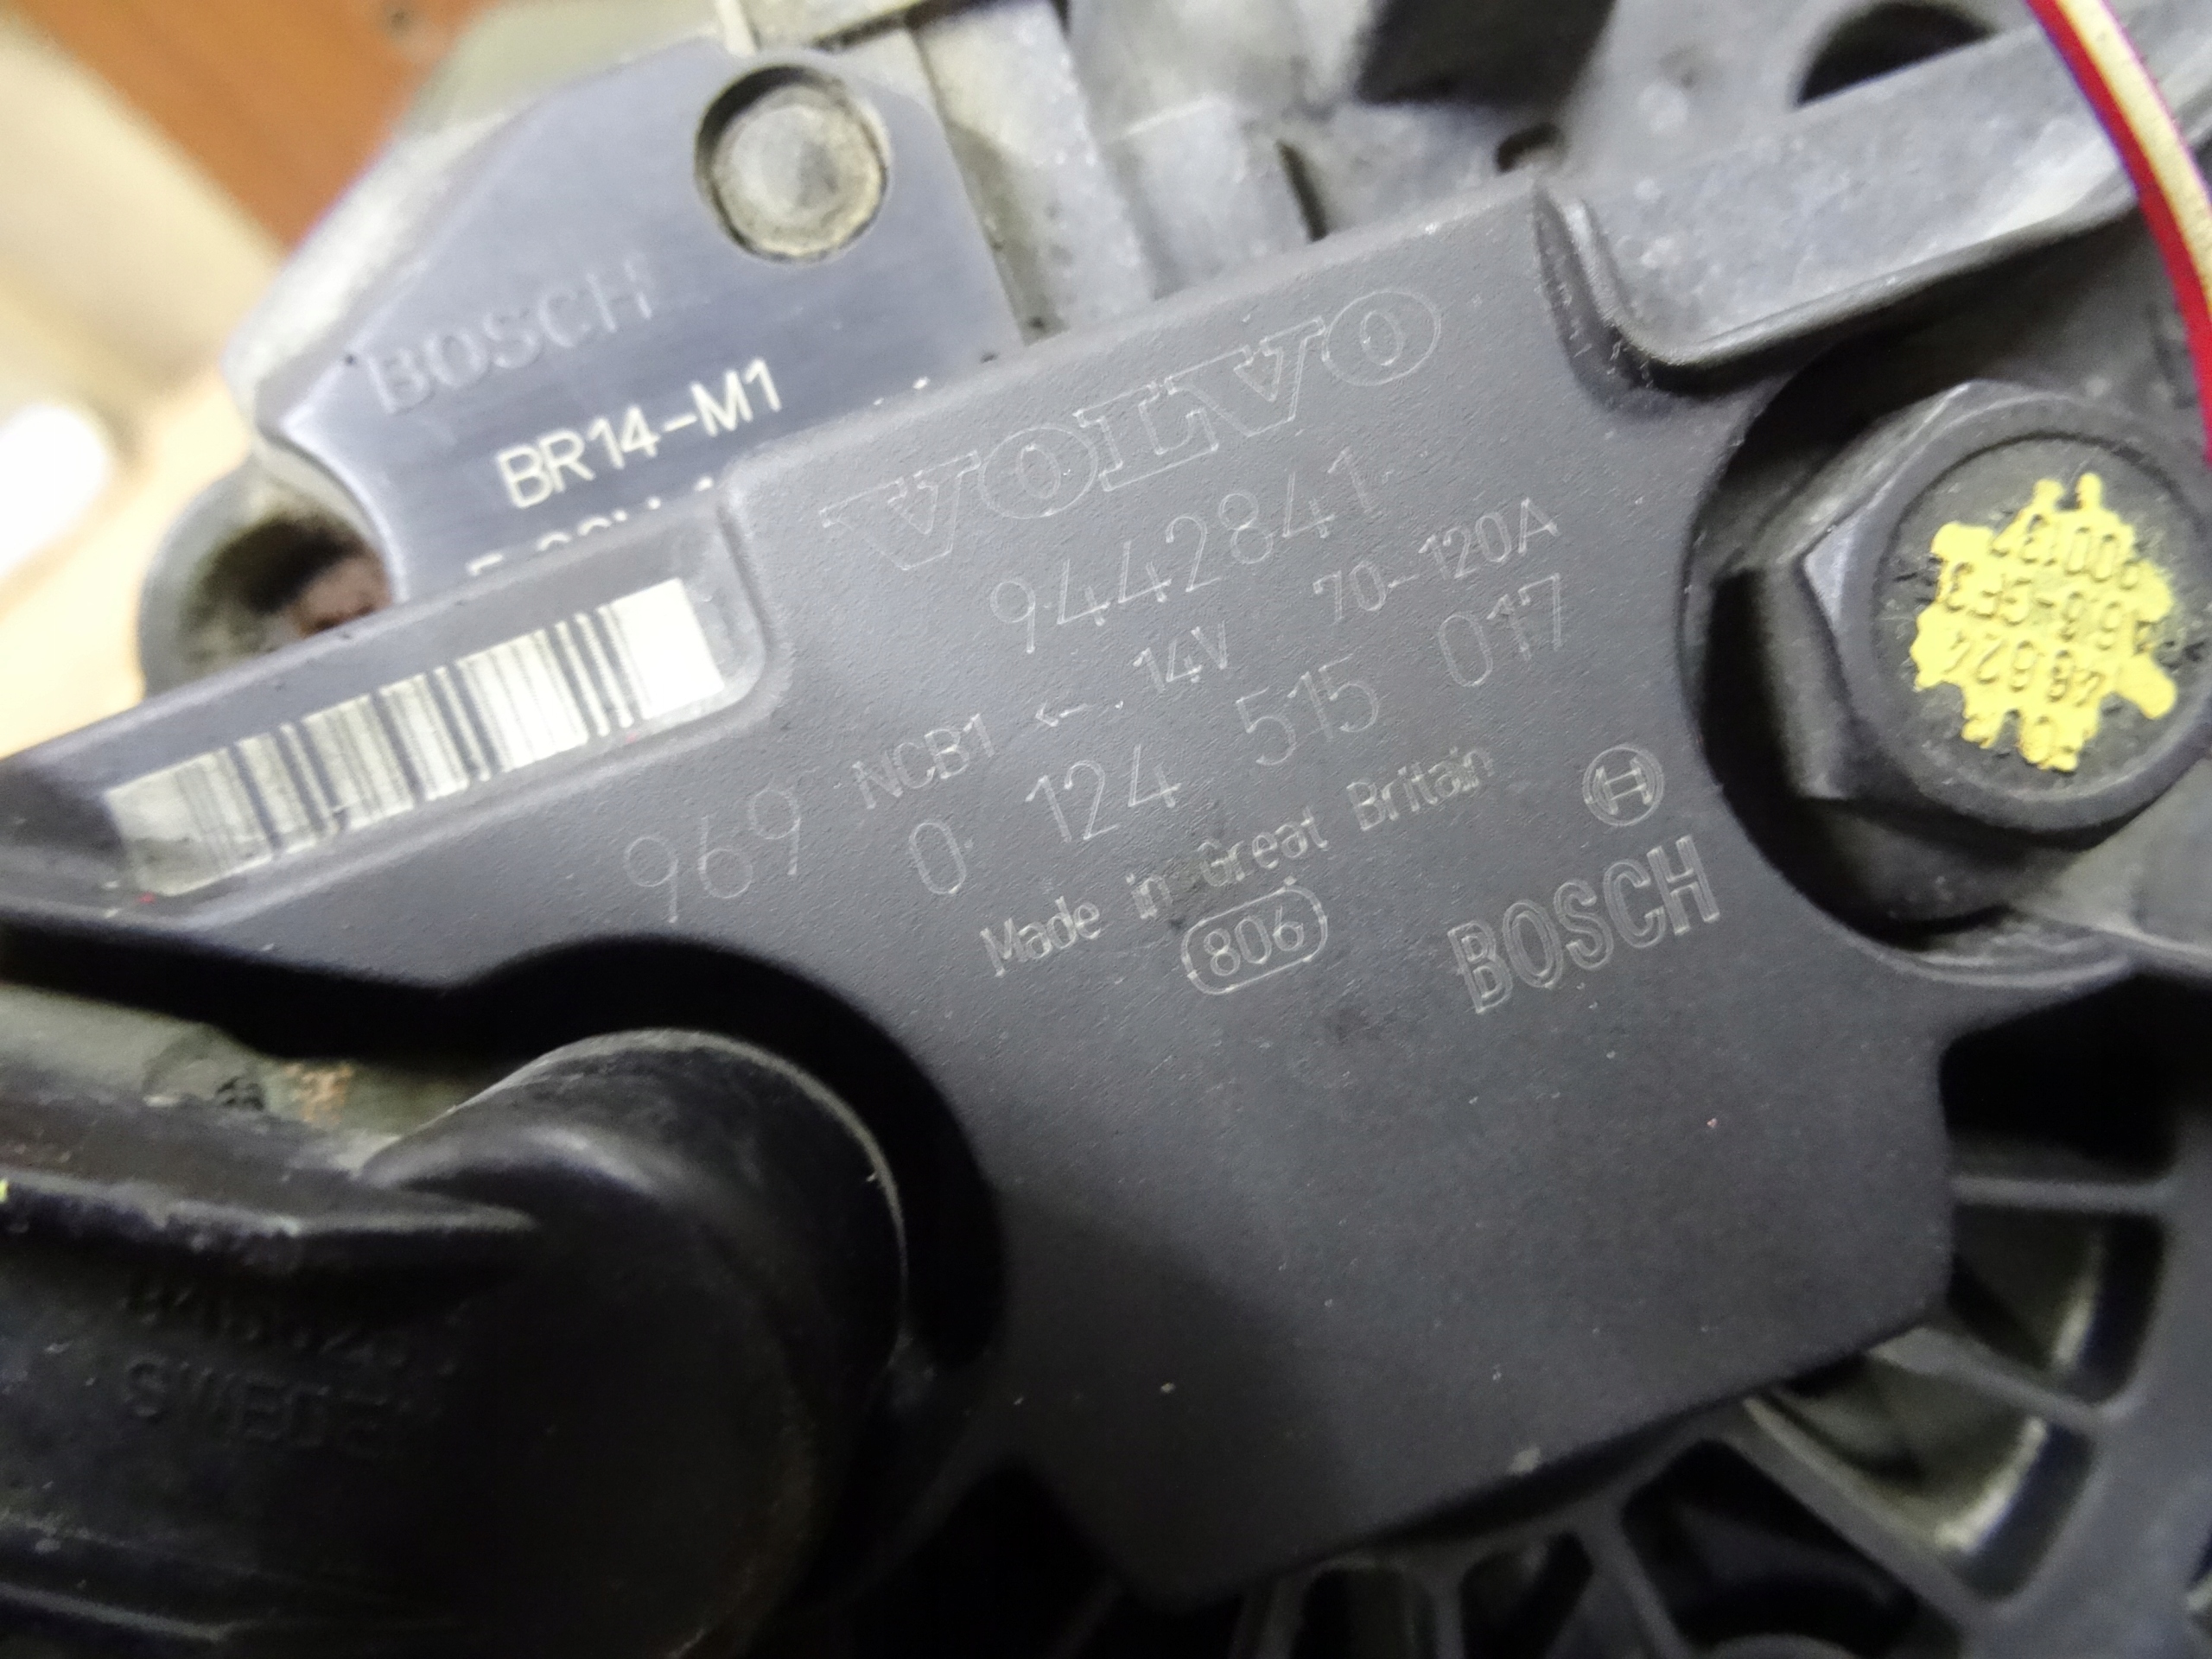 BOSCH
BR14-M1
VOLVO
9442841
NCB1 ← 14V 70-120A
969 0 124 515 017
Made in Great Britain
806
BOSCH
48624